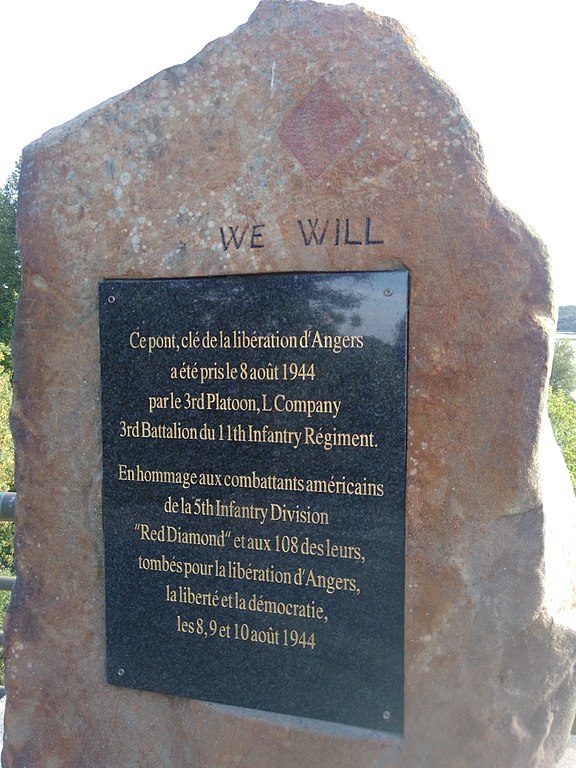 WE WILL
Ce pont, clé de la libération d'Angers
a été pris le 8 août 1944
par le 3rd Platoon, L Company
3rd Battalion du 11th Infantry Régiment.
En hommage aux combattants américains
de la 5th Infantry Division
"Red Diamond" et aux 108 des leurs,
tombés pour la libération d'Angers,
la liberté et la démocratie,
les 8, 9 et 10 août 1944